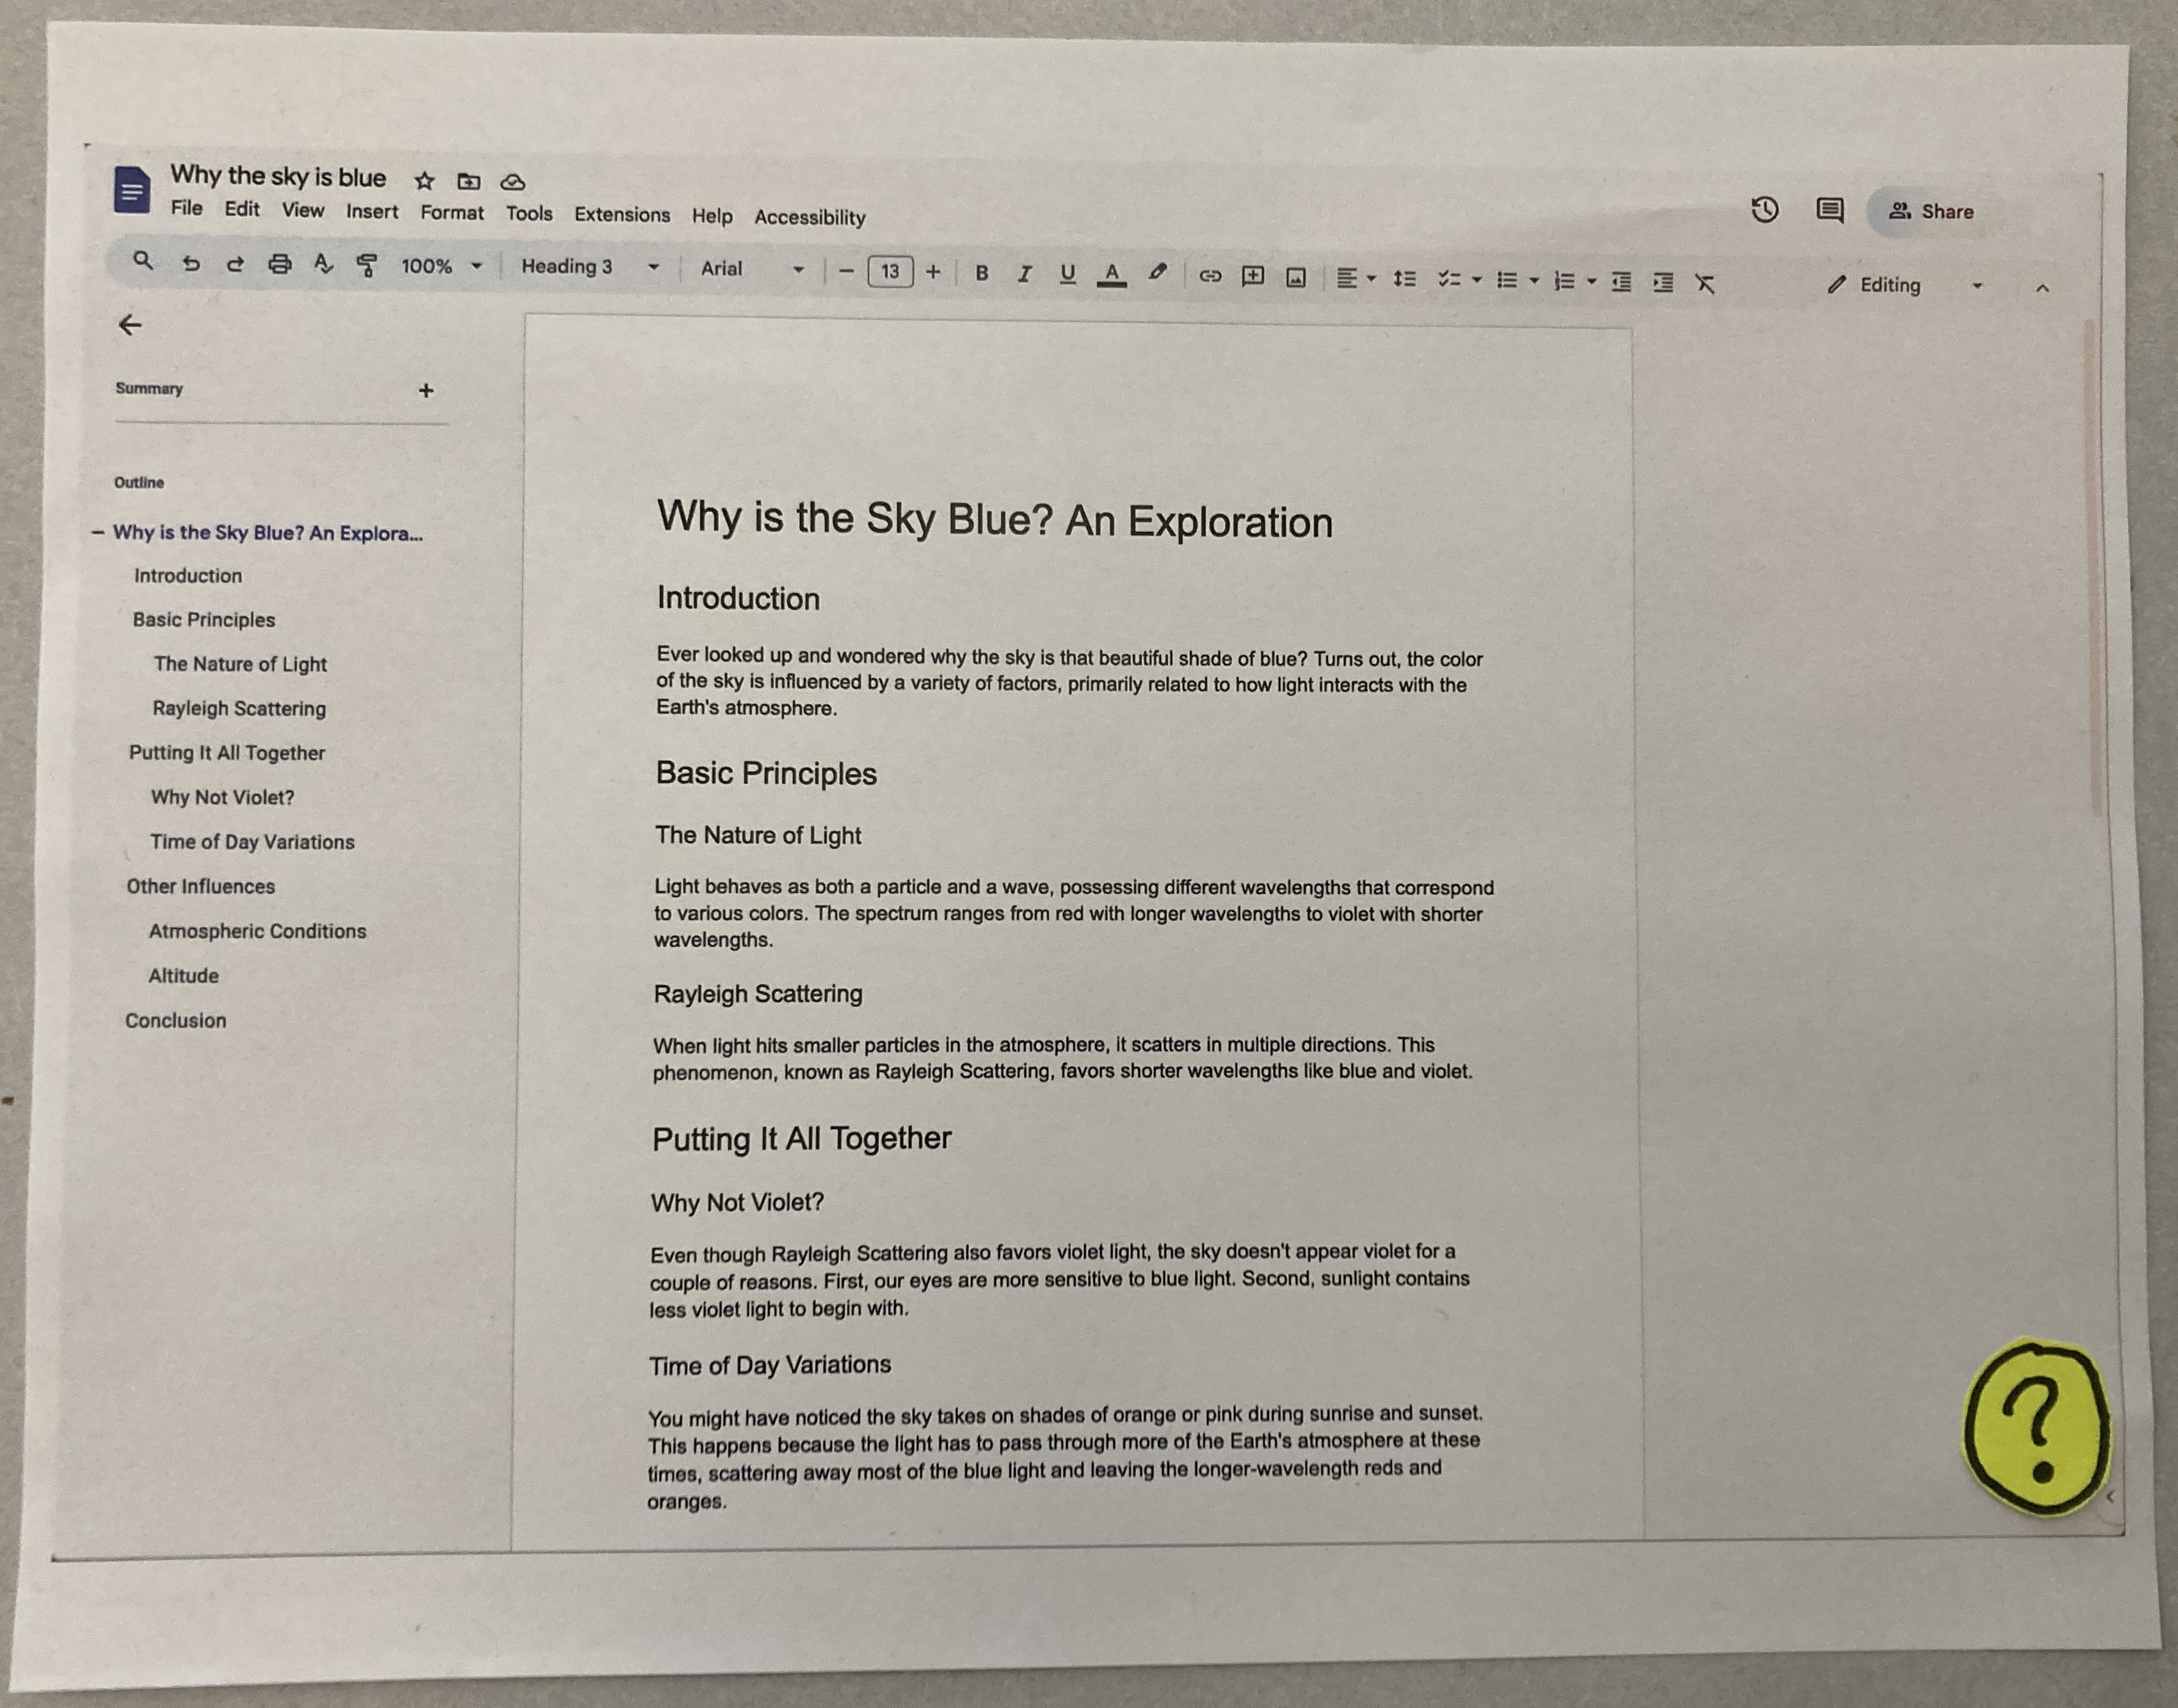 Why the sky is blue
File Edit View Insert Format Tools Extensions Help Accessibility
Share
100% Heading 3 Arial – 13 + B I U A
Editing
Summary +
Outline
– Why is the Sky Blue? An Explora...
Introduction
Basic Principles
The Nature of Light
Rayleigh Scattering
Putting It All Together
Why Not Violet?
Time of Day Variations
Other Influences
Atmospheric Conditions
Altitude
Conclusion
Why is the Sky Blue? An Exploration
Introduction
Ever looked up and wondered why the sky is that beautiful shade of blue? Turns out, the color
of the sky is influenced by a variety of factors, primarily related to how light interacts with the
Earth's atmosphere.
Basic Principles
The Nature of Light
Light behaves as both a particle and a wave, possessing different wavelengths that correspond
to various colors. The spectrum ranges from red with longer wavelengths to violet with shorter
wavelengths.
Rayleigh Scattering
When light hits smaller particles in the atmosphere, it scatters in multiple directions. This
phenomenon, known as Rayleigh Scattering, favors shorter wavelengths like blue and violet.
Putting It All Together
Why Not Violet?
Even though Rayleigh Scattering also favors violet light, the sky doesn't appear violet for a
couple of reasons. First, our eyes are more sensitive to blue light. Second, sunlight contains
less violet light to begin with.
Time of Day Variations
You might have noticed the sky takes on shades of orange or pink during sunrise and sunset.
This happens because the light has to pass through more of the Earth's atmosphere at these
times, scattering away most of the blue light and leaving the longer-wavelength reds and
oranges.
?